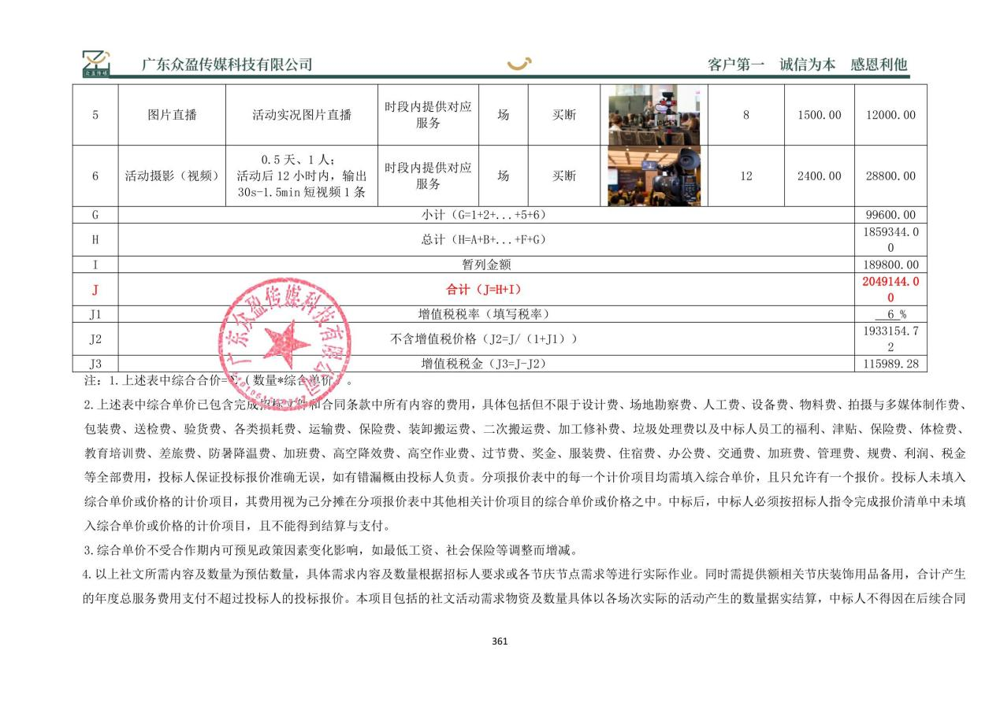 众盈传媒
广东众盈传媒科技有限公司
客户第一 诚信为本 感恩利他
5 图片直播 活动实况图片直播 时段内提供对应 场 买断 8 1500.00 12000.00
服务
0.5 天、1 人；
6 活动摄影（视频） 活动后 12 小时内，输出 时段内提供对应 场 买断 12 2400.00 28800.00
30s-1.5min 短视频 1 条 服务
G 小计（G=1+2+...+5+6） 99600.00
H 总计（H=A+B+...+F+G） 1859344.0
0
I 暂列金额 189800.00
J 合计（J=H+I） 2049144.0
0
J1 增值税税率（填写税率） 6 %
J2 不含增值税价格（J2=J/（1+J1）） 1933154.7
2
J3 增值税税金（J3=J-J2） 115989.28
广东众盈传媒科技有限公司
注：1.上述表中综合合价=Σ（数量*综合单价）。
2.上述表中综合单价已包含完成招标文件和合同条款中所有内容的费用，具体包括但不限于设计费、场地勘察费、人工费、设备费、物料费、拍摄与多媒体制作费、
包装费、送检费、验货费、各类损耗费、运输费、保险费、装卸搬运费、二次搬运费、加工修补费、垃圾处理费以及中标人员工的福利、津贴、保险费、体检费、
教育培训费、差旅费、防暑降温费、加班费、高空降效费、高空作业费、过节费、奖金、服装费、住宿费、办公费、交通费、加班费、管理费、规费、利润、税金
等全部费用，投标人保证投标报价准确无误，如有错漏概由投标人负责。分项报价表中的每一个计价项目均需填入综合单价，且只允许有一个报价。投标人未填入
综合单价或价格的计价项目，其费用视为己分摊在分项报价表中其他相关计价项目的综合单价或价格之中。中标后，中标人必须按招标人指令完成报价清单中未填
入综合单价或价格的计价项目，且不能得到结算与支付。
3.综合单价不受合作期内可预见政策因素变化影响，如最低工资、社会保险等调整而增减。
4.以上社文所需内容及数量为预估数量，具体需求内容及数量根据招标人要求或各节庆节点需求等进行实际作业。同时需提供额相关节庆装饰用品备用，合计产生
的年度总服务费用支付不超过投标人的投标报价。本项目包括的社文活动需求物资及数量具体以各场次实际的活动产生的数量据实结算，中标人不得因在后续合同
361